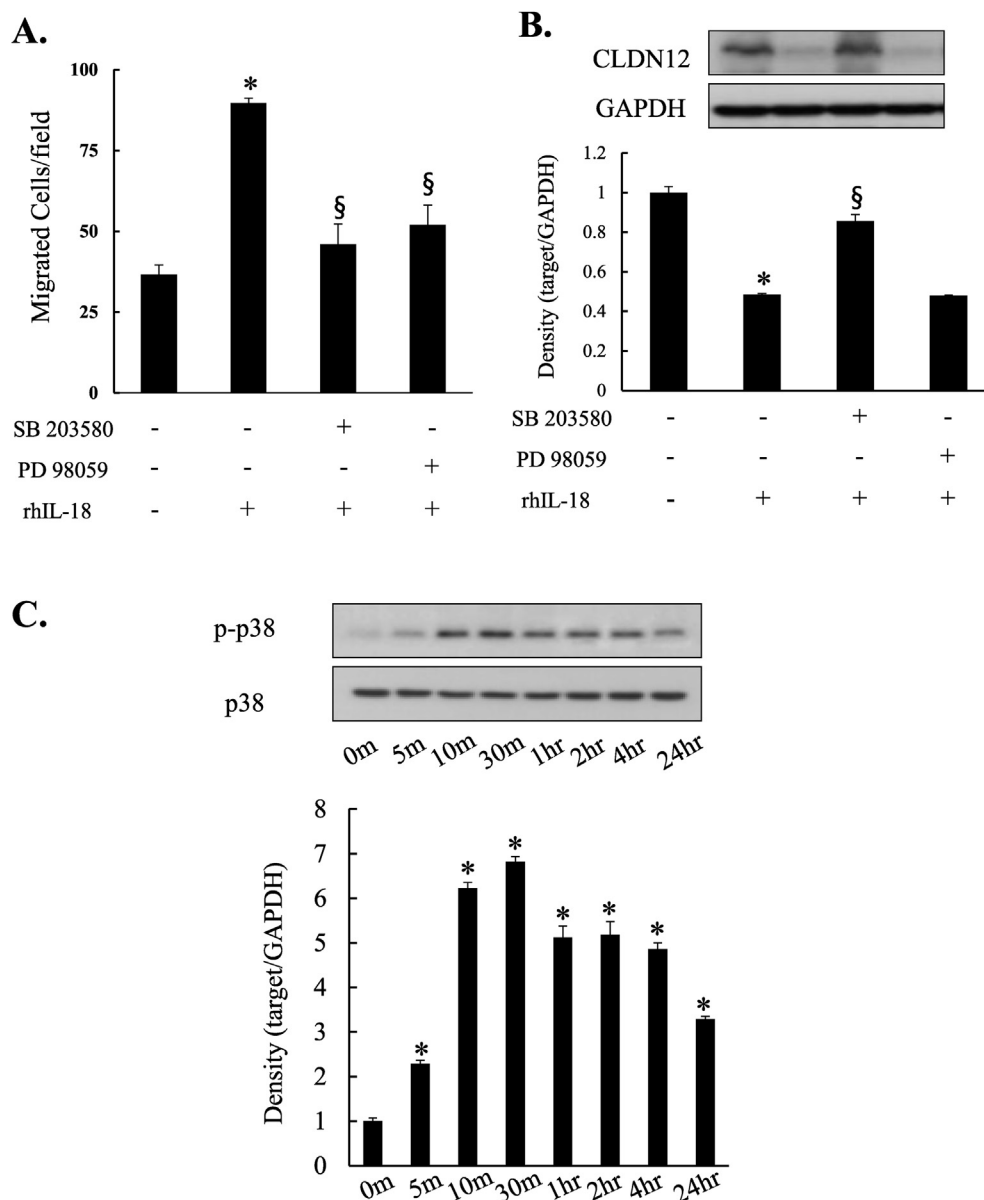 A.
Migrated Cells/field
100
75
50
25
0
*
§
§
SB 203580 - - + -
PD 98059 - - - +
rhIL-18 - + + +
B.
CLDN12
GAPDH
Density (target/GAPDH)
1.2
1
0.8
0.6
0.4
0.2
0
*
§
SB 203580 - - + -
PD 98059 - - - +
rhIL-18 - + + +
C.
p-p38
p38
0m 5m 10m 30m 1hr 2hr 4hr 24hr
Density (target/GAPDH)
8
7
6
5
4
3
2
1
0
* * * * * * *
0m 5m 10m 30m 1hr 2hr 4hr 24hr